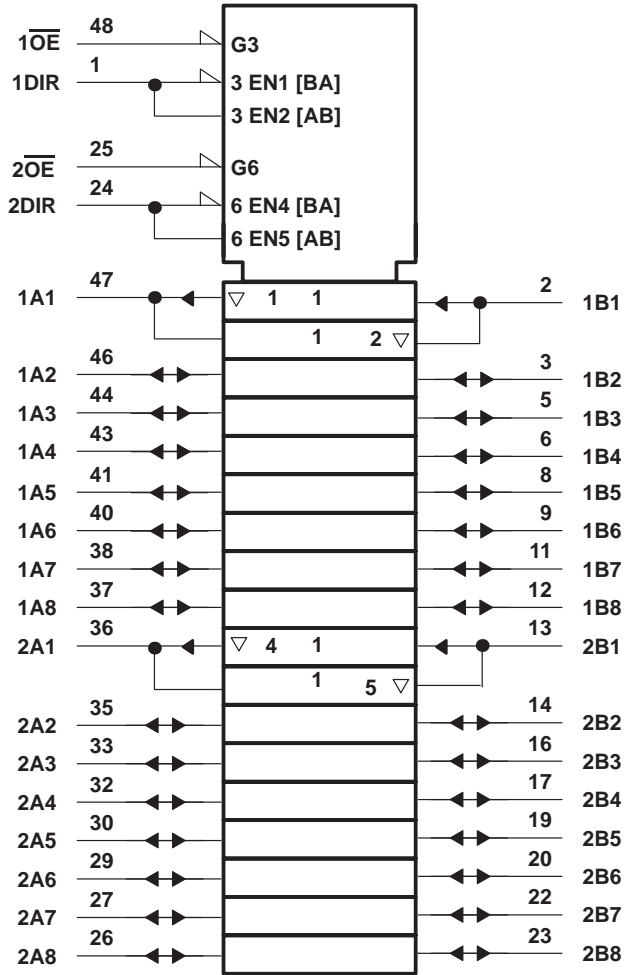 1O̅E̅ 48 G3
1DIR 1 3 EN1 [BA]
3 EN2 [AB]
2O̅E̅ 25 G6
2DIR 24 6 EN4 [BA]
6 EN5 [AB]
1A1 47 ▽ 1 1 2 1B1
1 2 ▽
1A2 46 3 1B2
1A3 44 5 1B3
1A4 43 6 1B4
1A5 41 8 1B5
1A6 40 9 1B6
1A7 38 11 1B7
1A8 37 12 1B8
2A1 36 ▽ 4 1 13 2B1
1 5 ▽
2A2 35 14 2B2
2A3 33 16 2B3
2A4 32 17 2B4
2A5 30 19 2B5
2A6 29 20 2B6
2A7 27 22 2B7
2A8 26 23 2B8